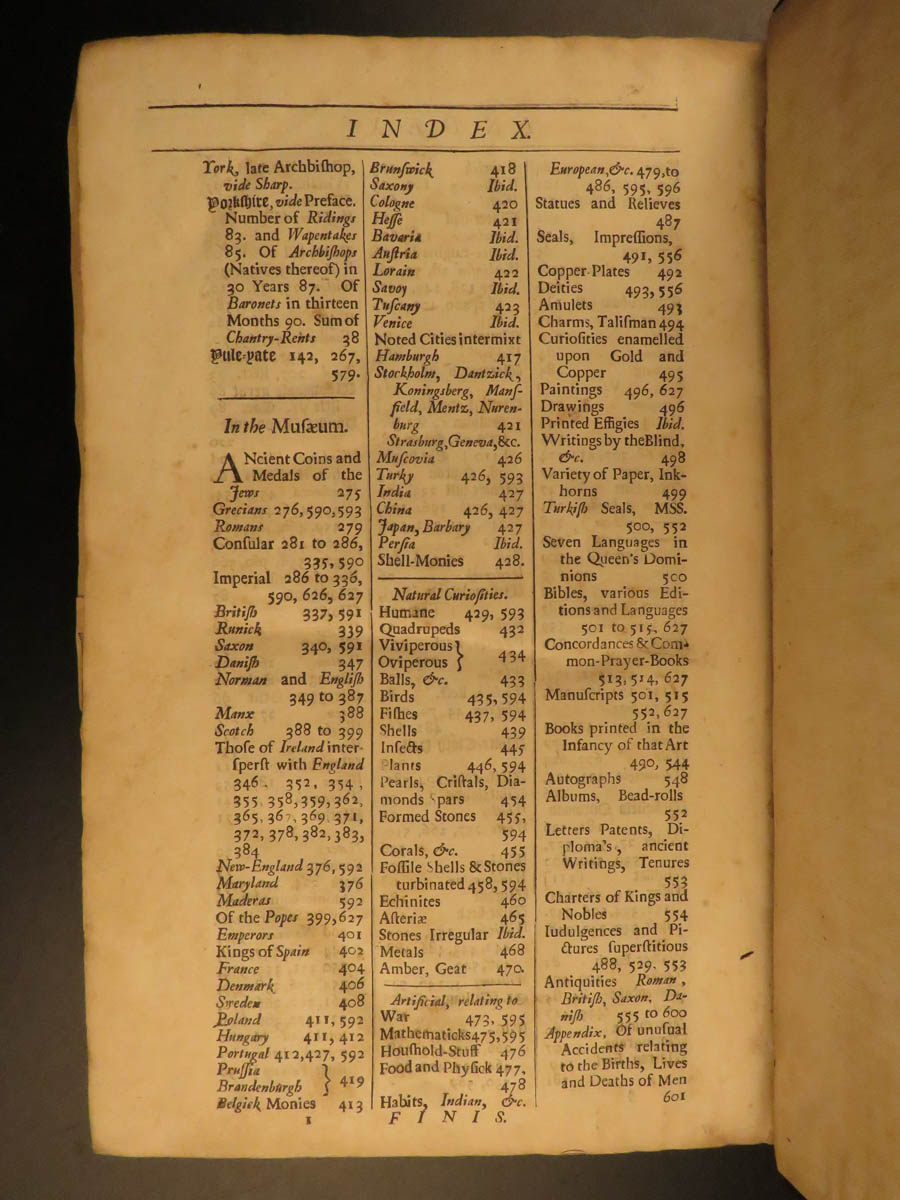 INDEX.
York, late Archbiſhop,
vide Sharp.
Yorkſhire, vide Preface.
Number of Ridings
83. and Wapentakes
85. Of Archbiſhops
(Natives thereof) in
30 Years 87. Of
Baronets in thirteen
Months 90. Sum of
Chantry-Rents 38
Yule-yate 142, 267,
579.
In the Muſæum.
ANcient Coins and
Medals of the
Jews 275
Grecians 276, 590, 593
Romans 279
Conſular 281 to 286,
335, 590
Imperial 286 to 336,
590, 626, 627
Britiſh 337, 591
Runick 339
Saxon 340, 591
Daniſh 347
Norman and Engliſh
349 to 387
Manx 388
Scotch 388 to 399
Thoſe of Ireland inter-
ſperſt with England
346, 352, 354,
355, 358, 359, 362,
365, 369, 371,
372, 378, 382, 383,
384
New-England 376, 592
Maryland 376
Maderas 592
Of the Popes 399, 627
Emperors 401
Kings of Spain 402
France 404
Denmark 406
Sweden 408
Poland 411, 592
Hungary 411, 412
Portugal 412, 427, 592
Pruſſia
Brandenburgh } 419
Belgick Monies 413
I
Brunſwick 418
Saxony Ibid.
Cologne 420
Heſſe 421
Bavaria Ibid.
Auſtria Ibid.
Lorain 422
Savoy Ibid.
Tuſcany 423
Venice Ibid.
Noted Cities intermixt
Hamburgh 417
Stockholm, Dantzick,
Koningsberg, Manſ-
field, Mentz, Nuren-
burg 421
Strasburg, Geneva, &c.
Muſcovia 426
Turky 426, 593
India 427
China 426, 427
Japan, Barbary 427
Perſia Ibid.
Shell-Monies 428.
Natural Curioſities.
Humane 429, 593
Quadrupeds 432
Viviperous
Oviperous } 434
Balls, &c. 433
Birds 435, 594
Fiſhes 437, 594
Shells 439
Inſects 445
Plants 446, 594
Pearls, Criſtals, Dia-
monds Spars 454
Formed Stones 455,
594
Corals, &c. 455
Foſſile Shells & Stones
turbinated 458, 594
Echinites 460
Aſteriæ 465
Stones Irregular Ibid.
Metals 468
Amber, Geat 470.
Artificial, relating to
War 473, 595
Mathematicks 475, 595
Houſhold-Stuff 476
Food and Phyſick 477,
478
Habits, Indian, &c.
European, &c. 479, to
486, 595, 596
Statues and Relieves
487
Seals, Impreſſions,
491, 556
Copper-Plates 492
Deities 493, 556
Amulets 493
Charms, Taliſman 494
Curioſities enamelled
upon Gold and
Copper 495
Paintings 496, 627
Drawings 496
Printed Effigies Ibid.
Writings by the Blind,
&c. 498
Variety of Paper, Ink-
horns 499
Turkiſh Seals, MSS.
500, 552
Seven Languages in
the Queen's Domi-
nions 500
Bibles, various Edi-
tions and Languages
501 to 515, 627
Concordances & Com-
mon-Prayer-Books
513, 514, 627
Manuſcripts 501, 515
552, 627
Books printed in the
Infancy of that Art
490, 544
Autographs 548
Albums, Bead-rolls
552
Letters Patents, Di-
ploma's, ancient
Writings, Tenures
553
Charters of Kings and
Nobles 554
Indulgences and Pi-
ctures ſuperſtitious
488, 529, 553
Antiquities Roman,
Britiſh, Saxon, Da-
niſh 555 to 600
Appendix, Of unuſual
Accidents relating
to the Births, Lives
and Deaths of Men
601
FINIS.